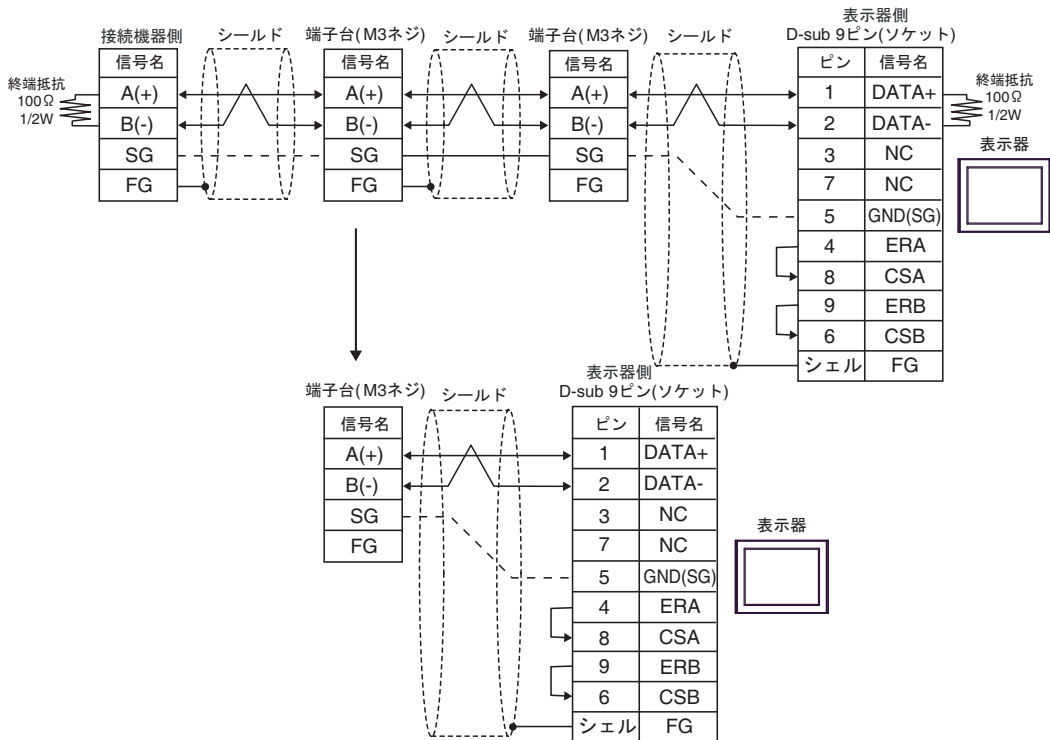 接続機器側
シールド
端子台(M3ネジ)
シールド
端子台(M3ネジ)
シールド
表示器側
D-sub 9ピン(ソケット)
終端抵抗
100Ω
1/2W
信号名
A(+)
B(-)
SG
FG
信号名
A(+)
B(-)
SG
FG
信号名
A(+)
B(-)
SG
FG
ピン 信号名
1 DATA+
2 DATA-
3 NC
7 NC
5 GND(SG)
4 ERA
8 CSA
9 ERB
6 CSB
シェル FG
終端抵抗
100Ω
1/2W
表示器
端子台(M3ネジ)
シールド
表示器側
D-sub 9ピン(ソケット)
信号名
A(+)
B(-)
SG
FG
ピン 信号名
1 DATA+
2 DATA-
3 NC
7 NC
5 GND(SG)
4 ERA
8 CSA
9 ERB
6 CSB
シェル FG
表示器